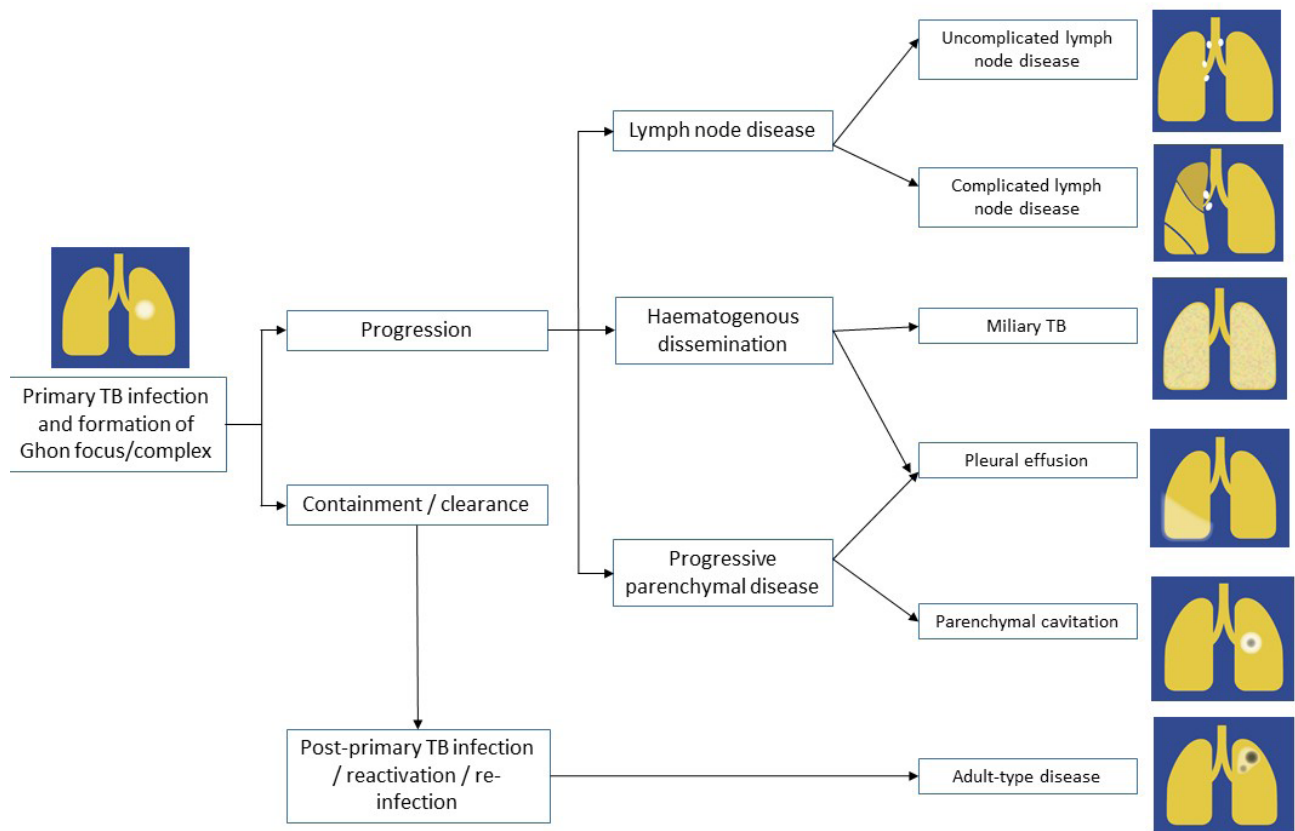 Primary TB infection
and formation of
Ghon focus/complex
Progression
Containment / clearance
Post-primary TB infection
/ reactivation / re-
infection
Lymph node disease
Haematogenous
dissemination
Progressive
parenchymal disease
Uncomplicated lymph
node disease
Complicated lymph
node disease
Miliary TB
Pleural effusion
Parenchymal cavitation
Adult-type disease